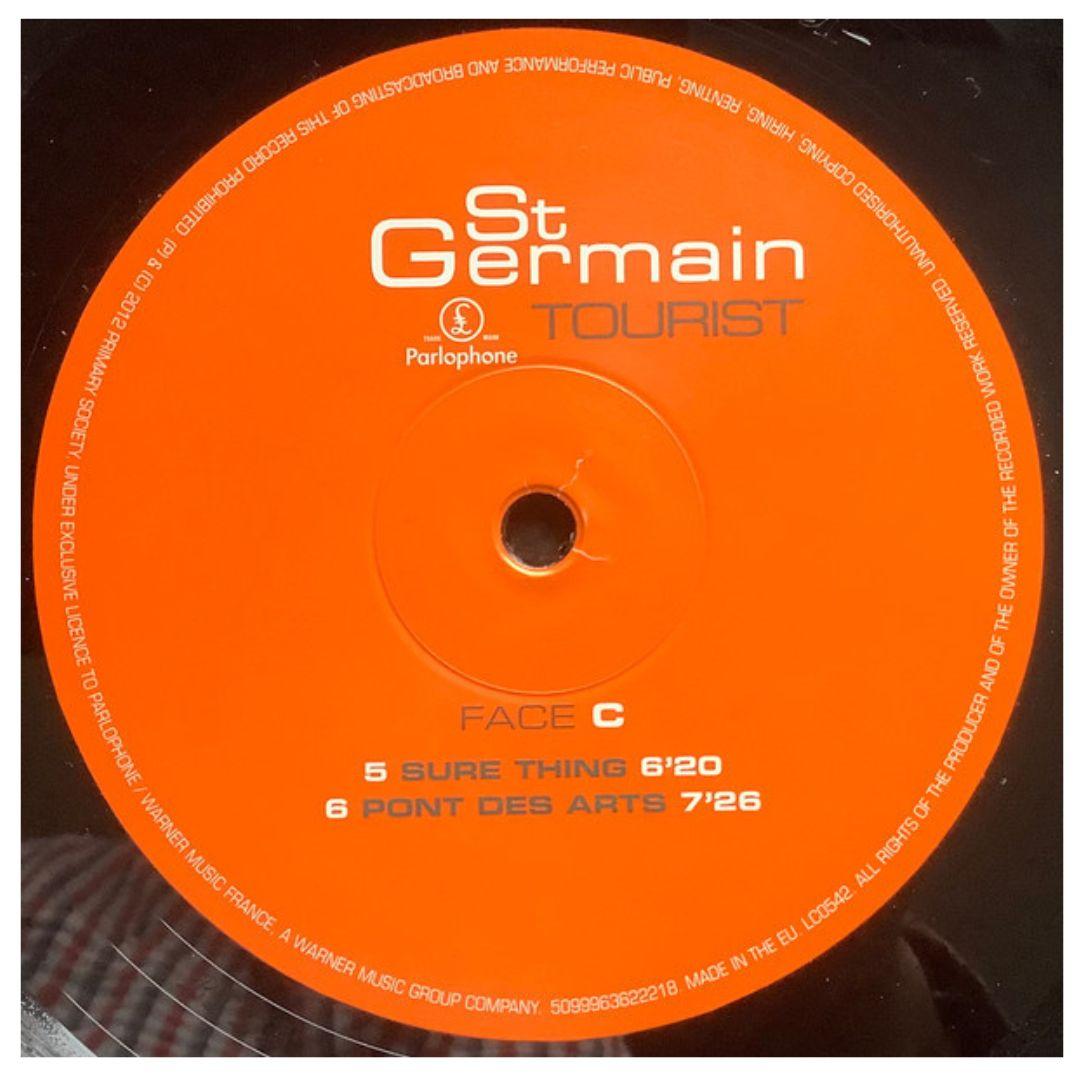 St
Germain
TOURIST
TRADE MARK
£
Parlophone
FACE C
5 SURE THING 6'20
6 PONT DES ARTS 7'26
(P) & (C) 2012 PRIMARY SOCIETY, UNDER EXCLUSIVE LICENCE TO PARLOPHONE / WARNER MUSIC FRANCE, A WARNER MUSIC GROUP COMPANY. 5099963622218. MADE IN THE EU. LC0542. ALL RIGHTS OF THE PRODUCER AND OF THE OWNER OF THE RECORDED WORK RESERVED. UNAUTHORISED COPYING, HIRING, RENTING, PUBLIC PERFORMANCE AND BROADCASTING OF THIS RECORD PROHIBITED.